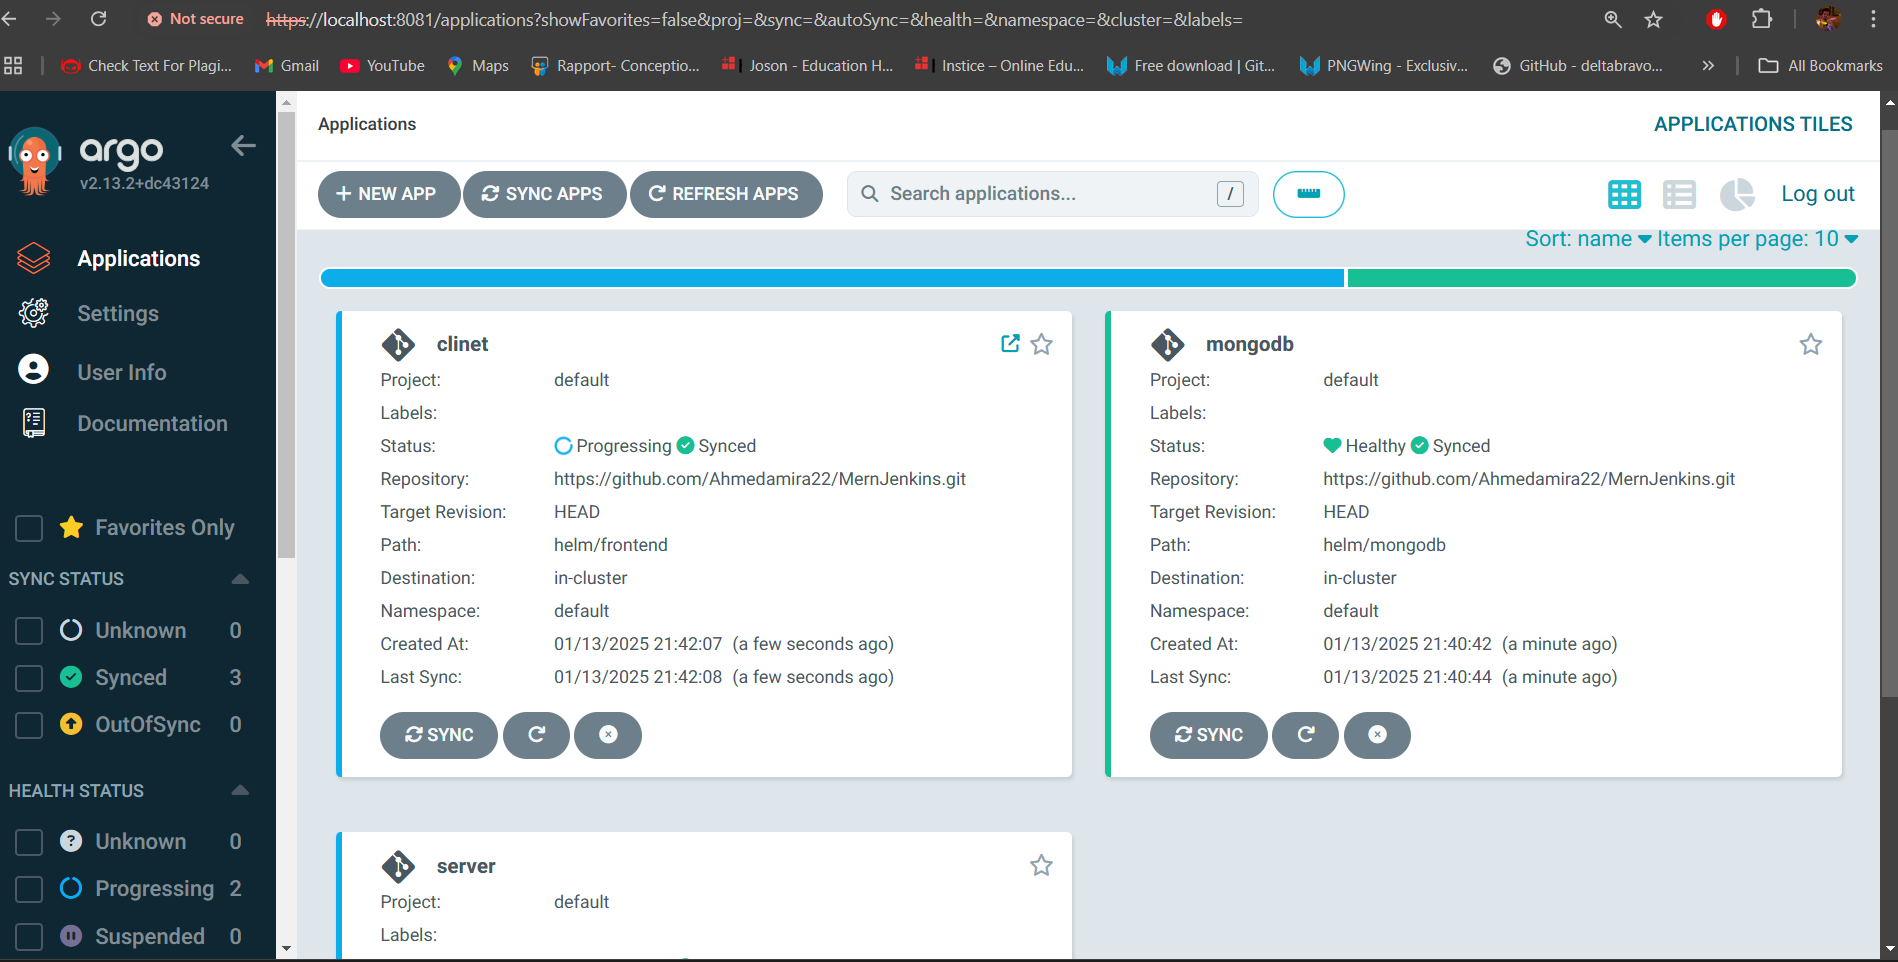 Not secure https://localhost:8081/applications?showFavorites=false&proj=&sync=&autoSync=&health=&namespace=&cluster=&labels=
Check Text For Plagi... Gmail YouTube Maps Rapport- Conceptio... Joson - Education H... Instice – Online Edu... Free download | Git... PNGWing - Exclusiv... GitHub - deltabravo... » All Bookmarks
argo
v2.13.2+dc43124
Applications
Settings
User Info
Documentation
Favorites Only
SYNC STATUS
Unknown 0
Synced 3
OutOfSync 0
HEALTH STATUS
Unknown 0
Progressing 2
Suspended 0
Applications APPLICATIONS TILES
+ NEW APP SYNC APPS REFRESH APPS Search applications... / Log out
Sort: name Items per page: 10
clinet
Project: default
Labels:
Status: Progressing Synced
Repository: https://github.com/Ahmedamira22/MernJenkins.git
Target Revision: HEAD
Path: helm/frontend
Destination: in-cluster
Namespace: default
Created At: 01/13/2025 21:42:07 (a few seconds ago)
Last Sync: 01/13/2025 21:42:08 (a few seconds ago)
SYNC
mongodb
Project: default
Labels:
Status: Healthy Synced
Repository: https://github.com/Ahmedamira22/MernJenkins.git
Target Revision: HEAD
Path: helm/mongodb
Destination: in-cluster
Namespace: default
Created At: 01/13/2025 21:40:42 (a minute ago)
Last Sync: 01/13/2025 21:40:44 (a minute ago)
SYNC
server
Project: default
Labels: